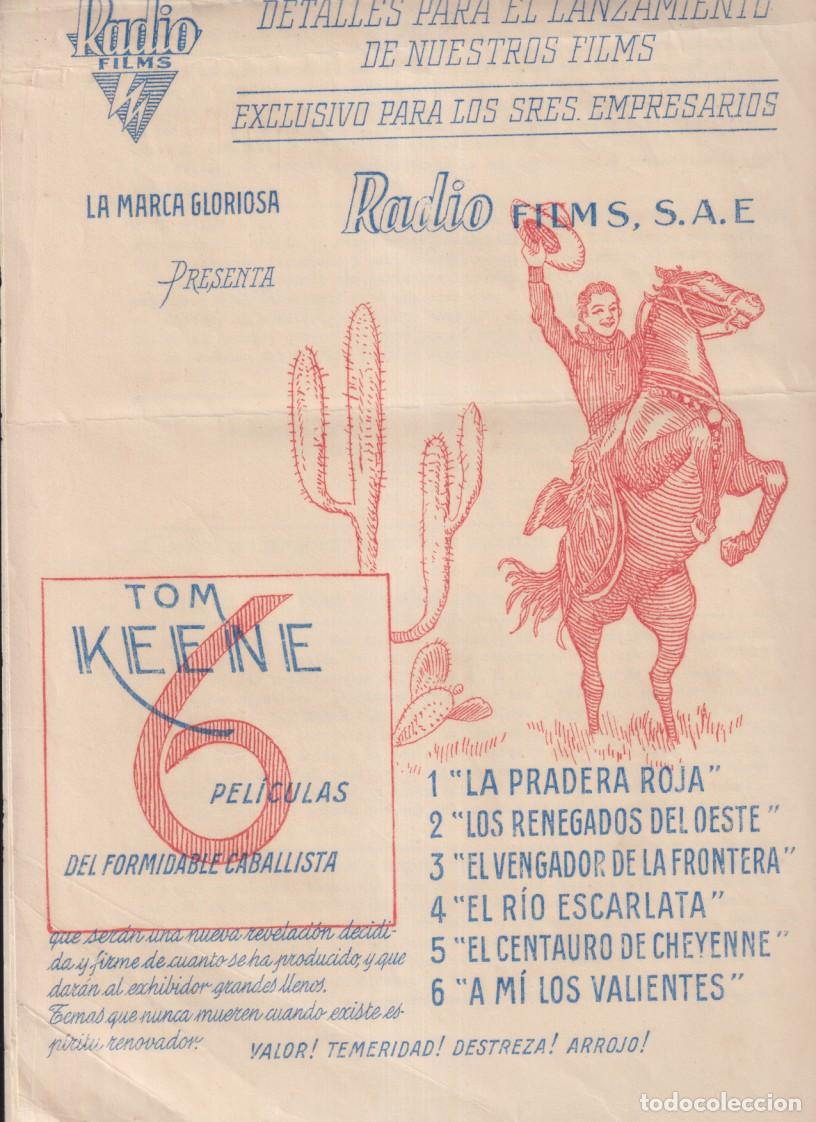 Radio
FILMS
DETALLES PARA EL LANZAMIENTO
DE NUESTROS FILMS
EXCLUSIVO PARA LOS SRES. EMPRESARIOS
LA MARCA GLORIOSA
Radio FILMS, S.A.E
PRESENTA
TOM
KEENE
6
PELÍCULAS
DEL FORMIDABLE CABALLISTA
que serán una nueva revelación decidi-
da y firme de cuanto se ha producido, y que
darán al exhibidor grandes llenos.
Temas que nunca mueren cuando existe es-
píritu renovador.
1 "LA PRADERA ROJA"
2 "LOS RENEGADOS DEL OESTE"
3 "EL VENGADOR DE LA FRONTERA"
4 "EL RÍO ESCARLATA"
5 "EL CENTAURO DE CHEYENNE"
6 "A MÍ LOS VALIENTES"
VALOR! TEMERIDAD! DESTREZA! ARROJO!
todocoleccion